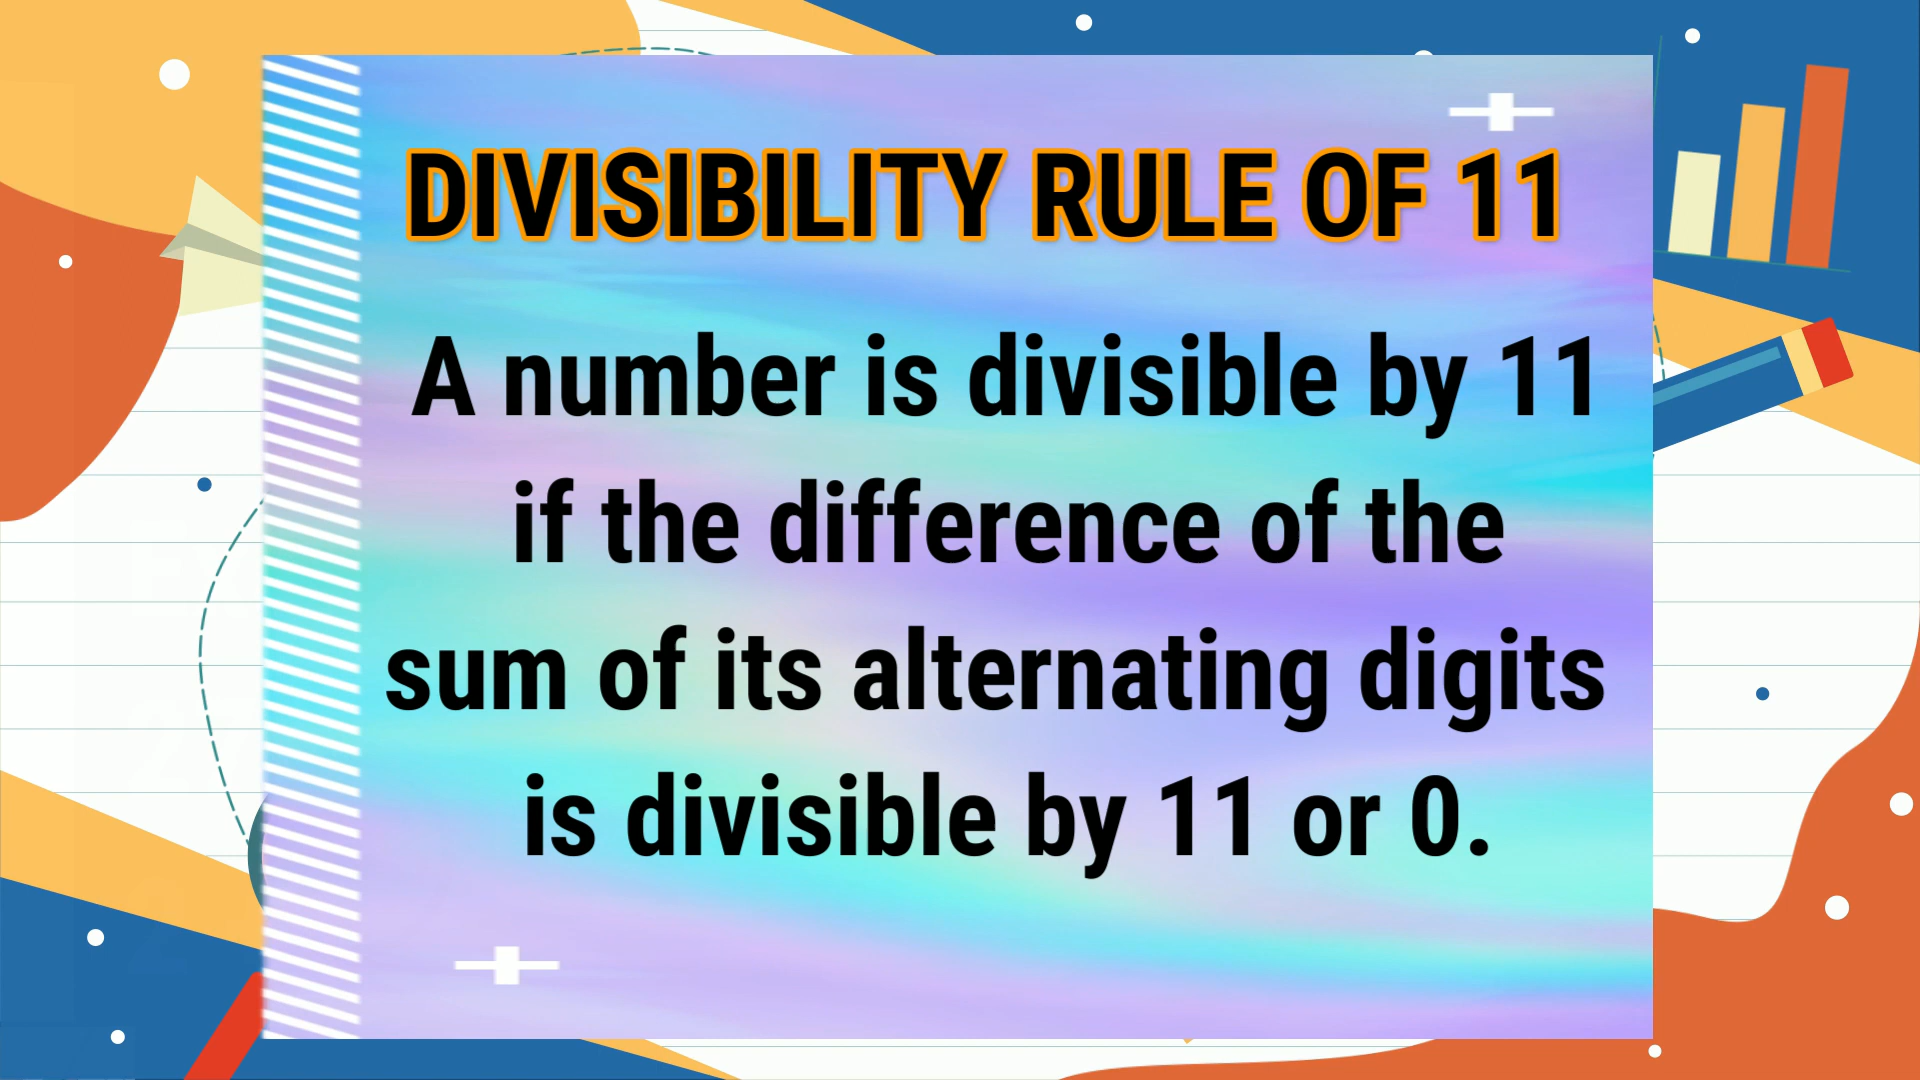 DIVISIBILITY RULE OF 11
A number is divisible by 11
if the difference of the
sum of its alternating digits
is divisible by 11 or 0.